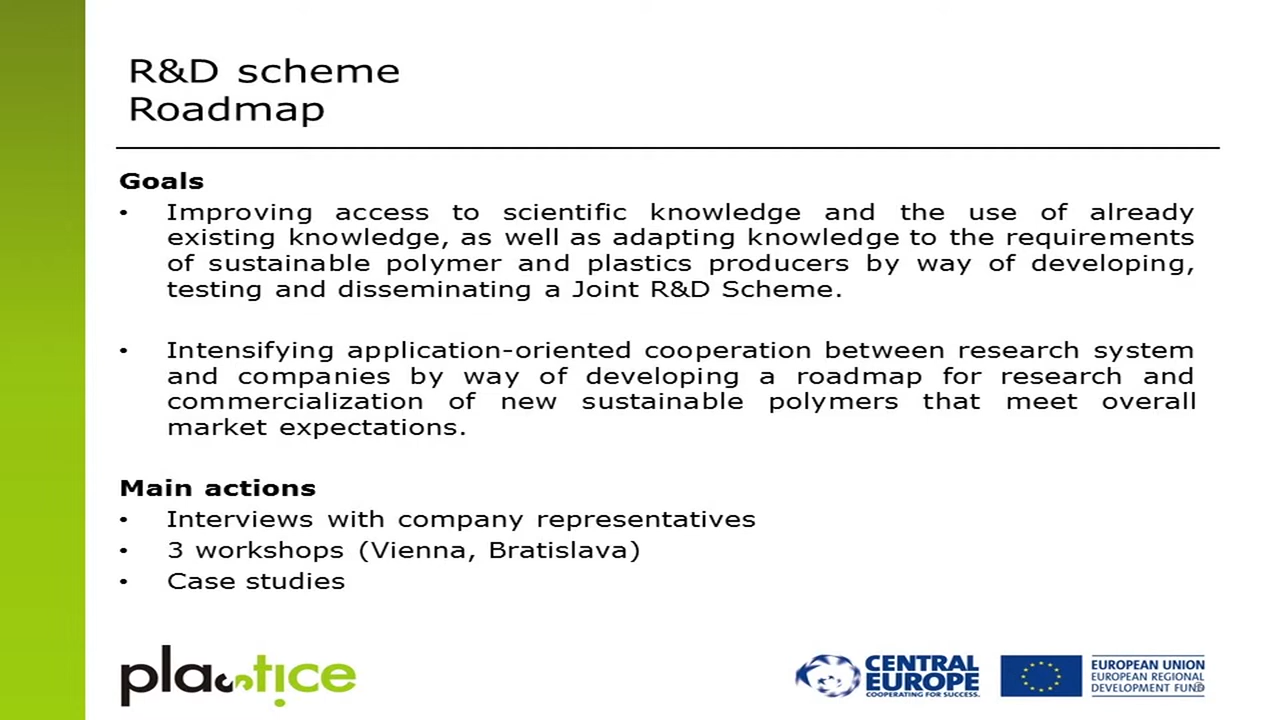 R&D scheme
Roadmap
Goals
• Improving access to scientific knowledge and the use of already
existing knowledge, as well as adapting knowledge to the requirements
of sustainable polymer and plastics producers by way of developing,
testing and disseminating a Joint R&D Scheme.
• Intensifying application-oriented cooperation between research system
and companies by way of developing a roadmap for research and
commercialization of new sustainable polymers that meet overall
market expectations.
Main actions
• Interviews with company representatives
• 3 workshops (Vienna, Bratislava)
• Case studies
plastice
CENTRAL
EUROPE
COOPERATING FOR SUCCESS.
EUROPEAN UNION
EUROPEAN REGIONAL
DEVELOPMENT FUND